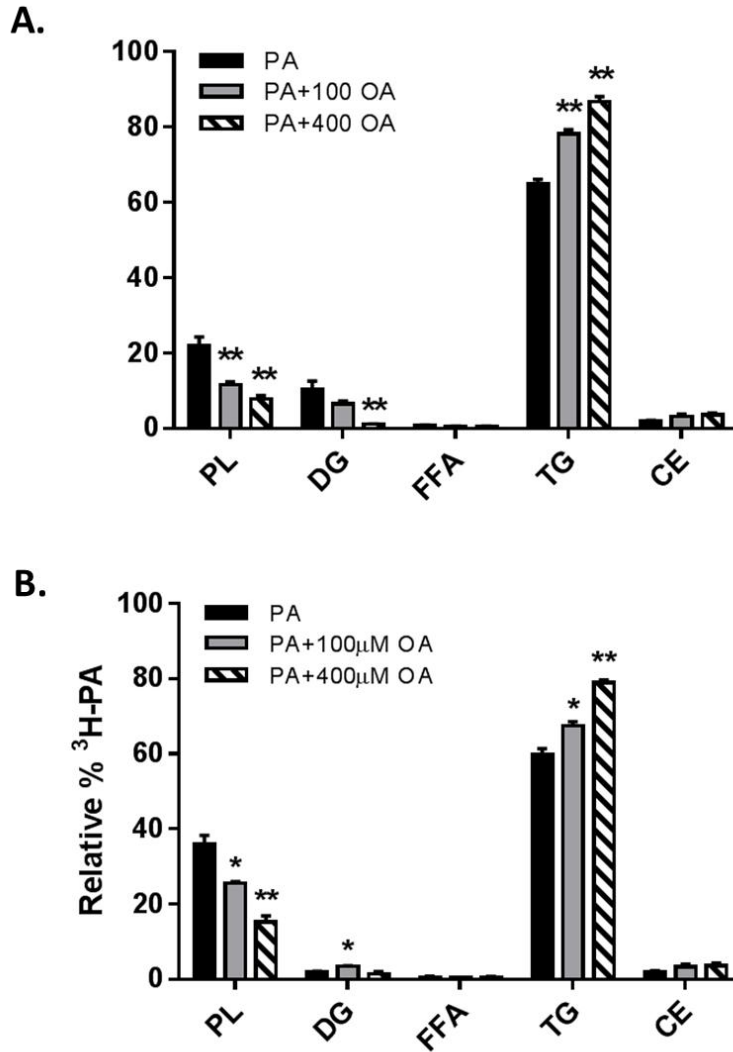 A.
100
80
60
40
20
0
PA
PA+100 OA
PA+400 OA
**
**
**
**
**
PL
DG
FFA
TG
CE
B.
Relative % ³H-PA
100
80
60
40
20
0
PA
PA+100μM OA
PA+400μM OA
*
**
*
*
**
PL
DG
FFA
TG
CE